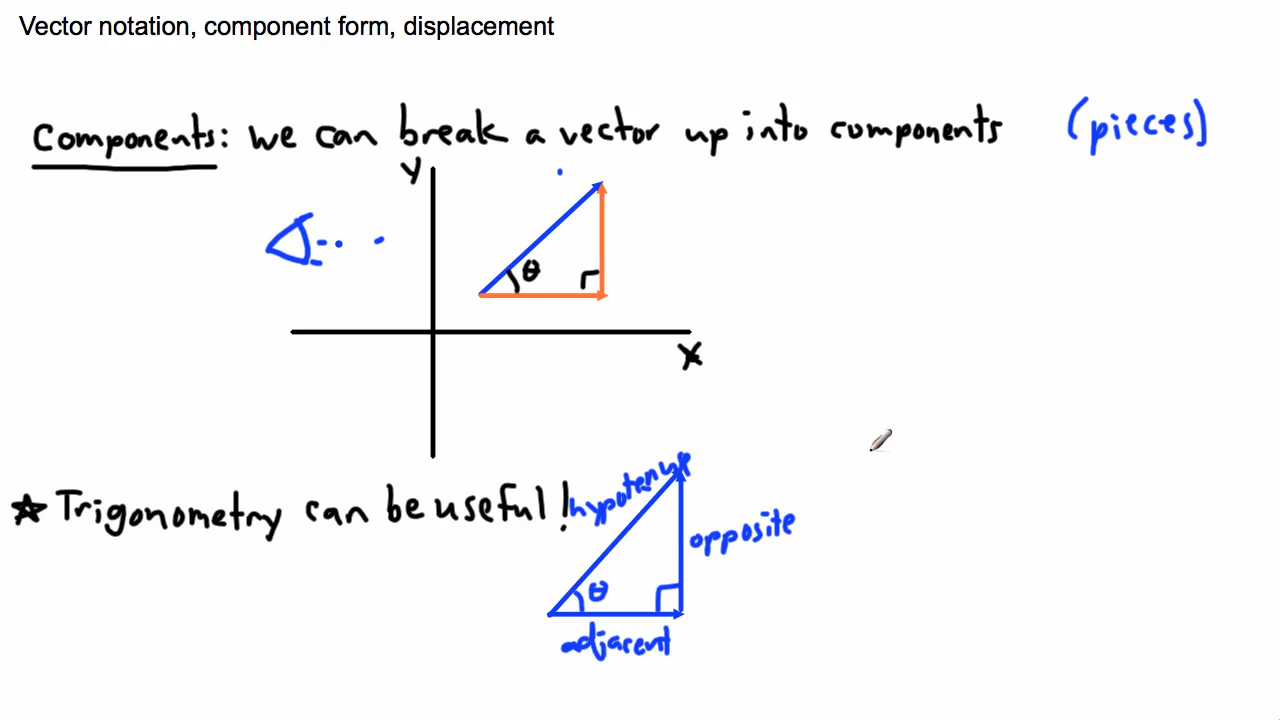 Vector notation, component form, displacement
Components: we can break a vector up into components (pieces)
y
θ
x
★ Trigonometry can be useful!
hypotenuse
opposite
θ
adjacent